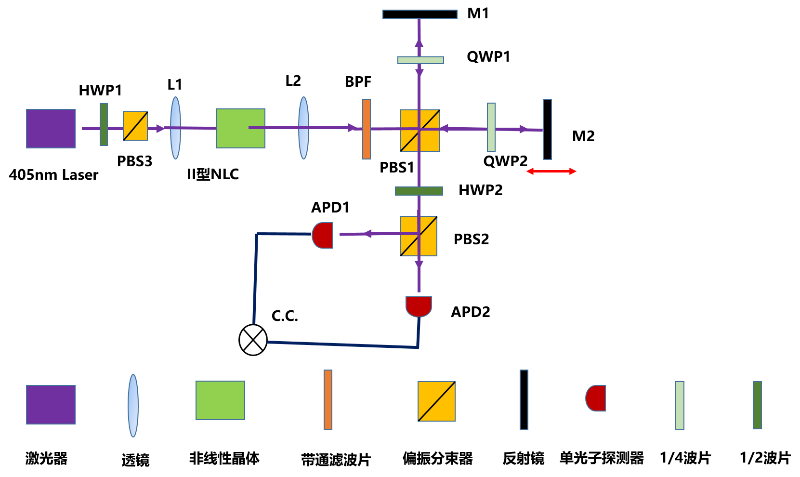 M1
QWP1
HWP1
L1
L2
BPF
M2
PBS3
PBS1
QWP2
405nm Laser
II型NLC
HWP2
APD1
PBS2
C.C.
APD2
激光器
透镜
非线性晶体
带通滤波片
偏振分束器
反射镜
单光子探测器
1/4波片
1/2波片